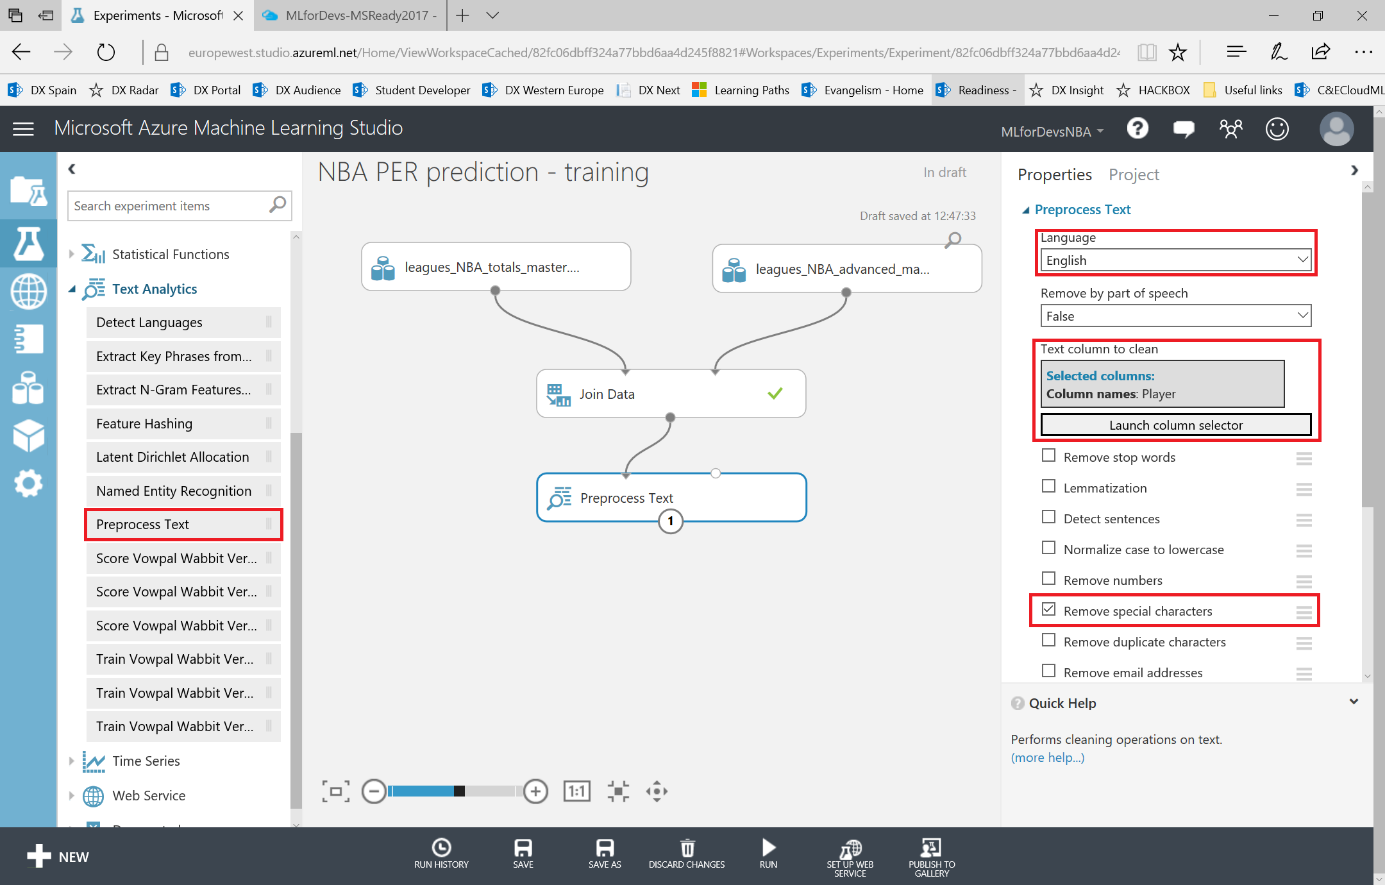 Experiments - Microsoft
MLforDevs-MSReady2017 -
europewest.studio.azureml.net/Home/ViewWorkspaceCached/82fc06dbff324a77bbd6aa4d245f8821#Workspaces/Experiments/Experiment/82fc06dbff324a77bbd6aa4d24
DX Spain
DX Radar
DX Portal
DX Audience
Student Developer
DX Western Europe
DX Next
Learning Paths
Evangelism - Home
Readiness -
DX Insight
HACKBOX
Useful links
C&ECloudML
Microsoft Azure Machine Learning Studio
MLforDevsNBA
Search experiment items
Statistical Functions
Text Analytics
Detect Languages
Extract Key Phrases from...
Extract N-Gram Features...
Feature Hashing
Latent Dirichlet Allocation
Named Entity Recognition
Preprocess Text
Score Vowpal Wabbit Ver...
Score Vowpal Wabbit Ver...
Score Vowpal Wabbit Ver...
Train Vowpal Wabbit Ver...
Train Vowpal Wabbit Ver...
Train Vowpal Wabbit Ver...
Time Series
Web Service
NBA PER prediction - training
In draft
Draft saved at 12:47:33
leagues_NBA_totals_master....
leagues_NBA_advanced_ma...
Join Data
Preprocess Text
1
1:1
Properties
Project
Preprocess Text
Language
English
Remove by part of speech
False
Text column to clean
Selected columns:
Column names: Player
Launch column selector
Remove stop words
Lemmatization
Detect sentences
Normalize case to lowercase
Remove numbers
Remove special characters
Remove duplicate characters
Remove email addresses
Quick Help
Performs cleaning operations on text.
(more help...)
NEW
RUN HISTORY
SAVE
SAVE AS
DISCARD CHANGES
RUN
SET UP WEB
SERVICE
PUBLISH TO
GALLERY